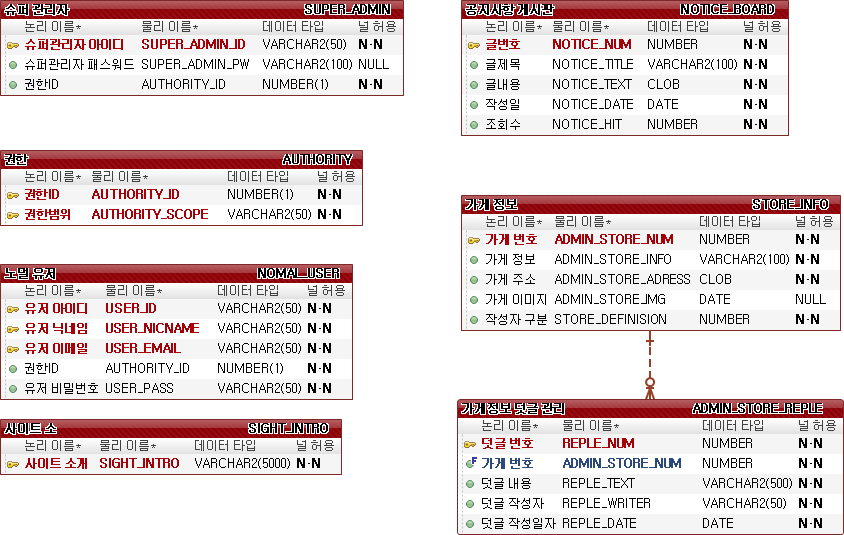 슈퍼 관리자 SUPER_ADMIN
논리 이름* 물리 이름* 데이터 타입 널 허용
슈퍼관리자 아이디 SUPER_ADMIN_ID VARCHAR2(50) N-N
슈퍼관리자 패스워드 SUPER_ADMIN_PW VARCHAR2(100) NULL
권한ID AUTHORITY_ID NUMBER(1) N-N
권한 AUTHORITY
논리 이름* 물리 이름* 데이터 타입 널 허용
권한ID AUTHORITY_ID NUMBER(1) N-N
권한범위 AUTHORITY_SCOPE VARCHAR2(50) N-N
노멀 유저 NOMAL_USER
논리 이름* 물리 이름* 데이터 타입 널 허용
유저 아이디 USER_ID VARCHAR2(50) N-N
유저 닉네임 USER_NICNAME VARCHAR2(50) N-N
유저 이메일 USER_EMAIL VARCHAR2(50) N-N
권한ID AUTHORITY_ID NUMBER(1) N-N
유저 비밀번호 USER_PASS VARCHAR2(50) N-N
사이트 소 SIGHT_INTRO
논리 이름* 물리 이름* 데이터 타입 널 허용
사이트 소개 SIGHT_INTRO VARCHAR2(5000) N-N
공지사항 게시판 NOTICE_BOARD
논리 이름* 물리 이름* 데이터 타입 널 허용
글번호 NOTICE_NUM NUMBER N-N
글제목 NOTICE_TITLE VARCHAR2(100) N-N
글내용 NOTICE_TEXT CLOB N-N
작성일 NOTICE_DATE DATE N-N
조회수 NOTICE_HIT NUMBER N-N
가게 정보 STORE_INFO
논리 이름* 물리 이름* 데이터 타입 널 허용
가게 번호 ADMIN_STORE_NUM NUMBER N-N
가게 정보 ADMIN_STORE_INFO VARCHAR2(100) N-N
가게 주소 ADMIN_STORE_ADRESS CLOB N-N
가게 이미지 ADMIN_STORE_IMG DATE NULL
작성자 구분 STORE_DEFINISION NUMBER N-N
가게 정보 댓글 관리 ADMIN_STORE_REPLE
논리 이름* 물리 이름* 데이터 타입 널 허용
댓글 번호 REPLE_NUM NUMBER N-N
F 가게 번호 ADMIN_STORE_NUM NUMBER N-N
댓글 내용 REPLE_TEXT VARCHAR2(500) N-N
댓글 작성자 REPLE_WRITER VARCHAR2(50) N-N
댓글 작성일자 REPLE_DATE DATE N-N